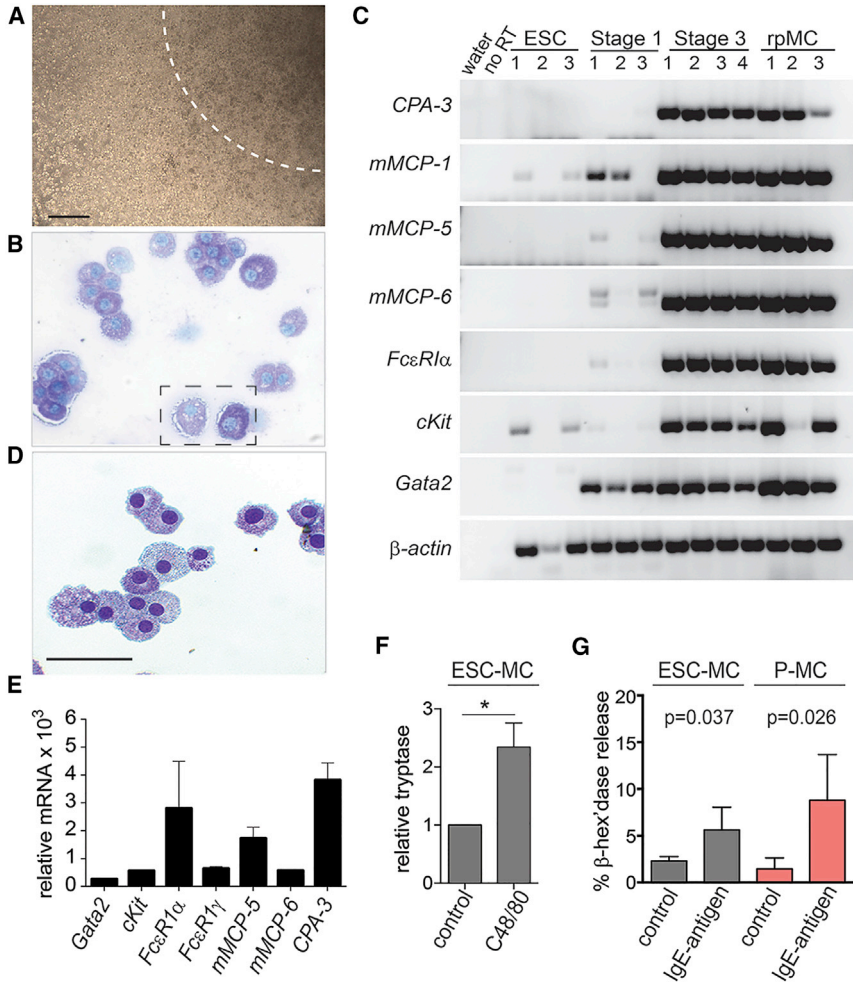 A
B
D
C
ESC Stage 1 Stage 3 rpMC
water no RT 1 2 3 1 2 3 1 2 3 4 1 2 3
CPA-3
mMCP-1
mMCP-5
mMCP-6
FcεRIα
cKit
Gata2
β-actin
E
relative mRNA x 10³
6
4
3
2
1
0
Gata2
cKit
FcεR1α
FcεR1γ
mMCP-5
mMCP-6
CPA-3
F
ESC-MC
*
relative tryptase
3
2
1
0
control
C48/80
G
ESC-MC P-MC
p=0.037 p=0.026
% β-hex'dase release
20
15
10
5
0
control
IgE-antigen
control
IgE-antigen